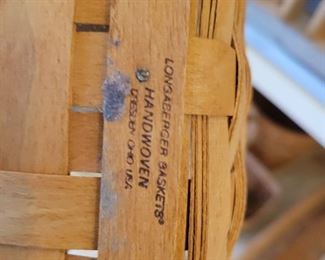 LONGABERGER BASKETS®
HANDWOVEN
DRESDEN OHIO USA